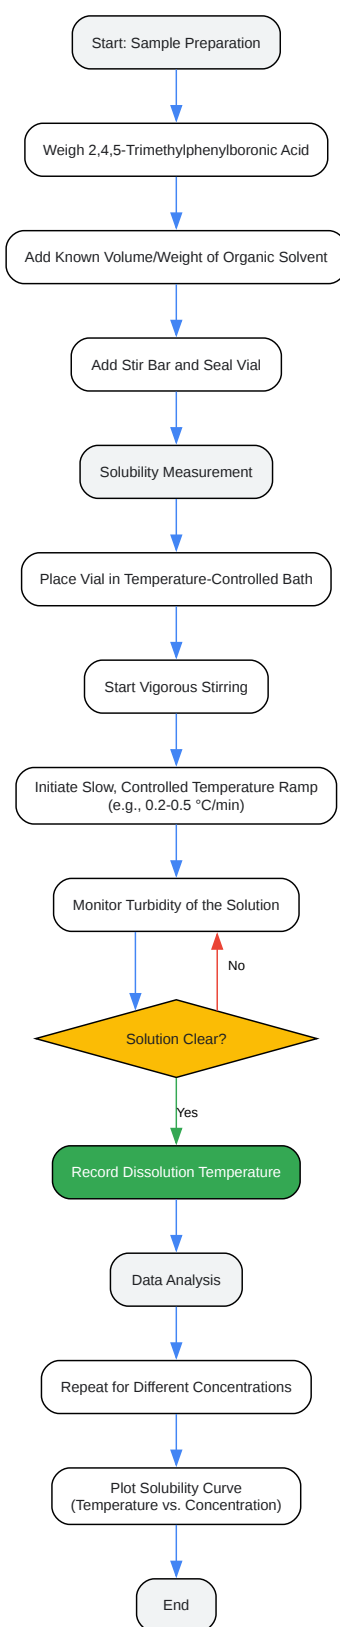 Start: Sample Preparation
Weigh 2,4,5-Trimethylphenylboronic Acid
Add Known Volume/Weight of Organic Solvent
Add Stir Bar and Seal Vial
Solubility Measurement
Place Vial in Temperature-Controlled Bath
Start Vigorous Stirring
Initiate Slow, Controlled Temperature Ramp
(e.g., 0.2-0.5 °C/min)
Monitor Turbidity of the Solution
No
Solution Clear?
Yes
Record Dissolution Temperature
Data Analysis
Repeat for Different Concentrations
Plot Solubility Curve
(Temperature vs. Concentration)
End